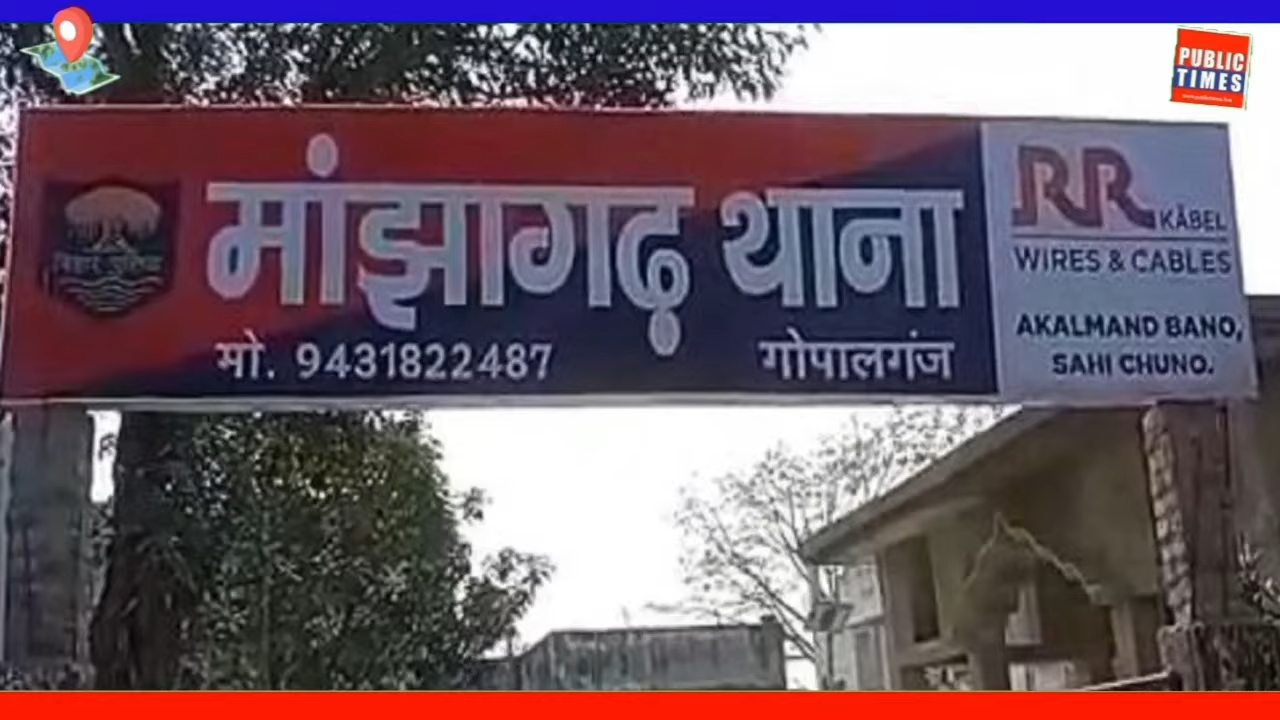 PUBLIC
TIMES
मांझागढ़ थाना
मो. 9431822487
गोपालगंज
RR KABEL
WIRES & CABLES
AKALMAND BANO,
SAHI CHUNO.